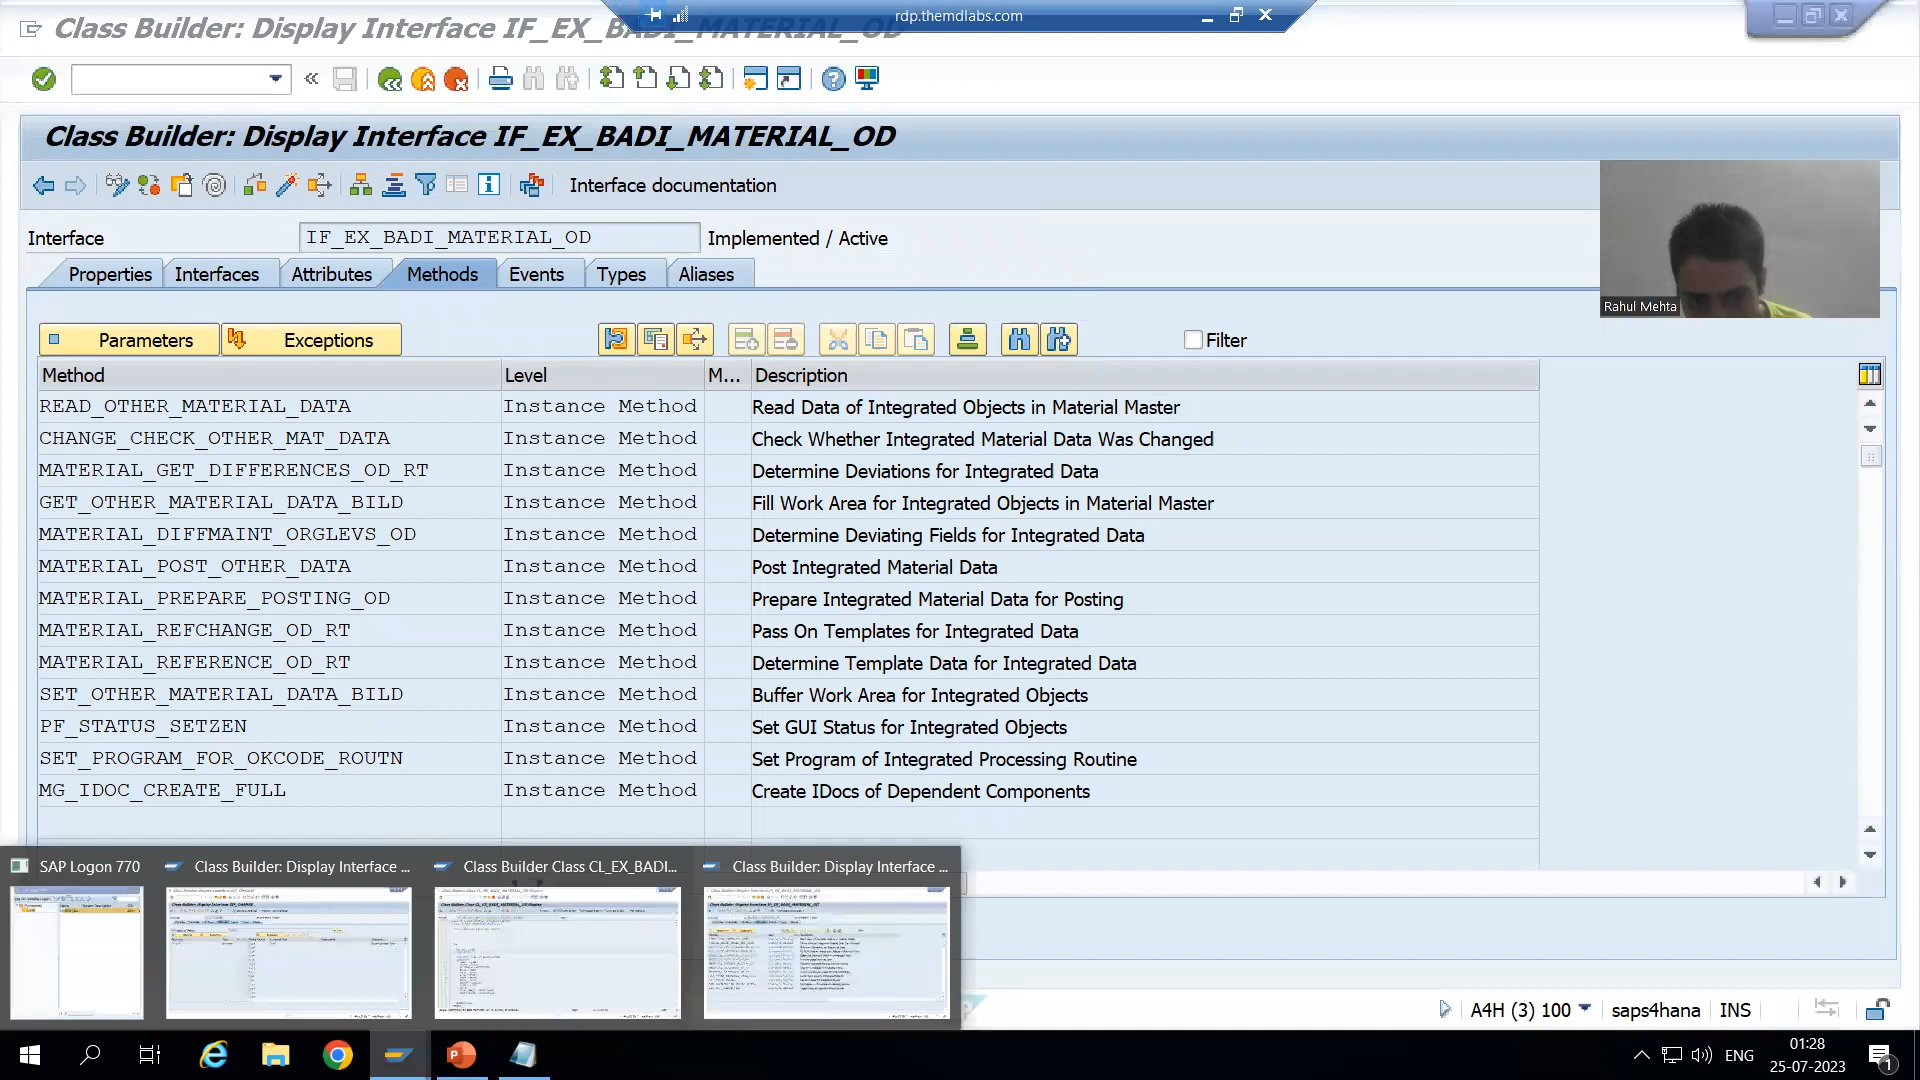 Class Builder: Display Interface IF_EX_BADI_MATERIAL_OD
rdp.themdlabs.com
Class Builder: Display Interface IF_EX_BADI_MATERIAL_OD
Interface documentation
Interface IF_EX_BADI_MATERIAL_OD Implemented / Active
Properties Interfaces Attributes Methods Events Types Aliases
Rahul Mehta
Parameters Exceptions Filter
Method Level M... Description
READ_OTHER_MATERIAL_DATA Instance Method Read Data of Integrated Objects in Material Master
CHANGE_CHECK_OTHER_MAT_DATA Instance Method Check Whether Integrated Material Data Was Changed
MATERIAL_GET_DIFFERENCES_OD_RT Instance Method Determine Deviations for Integrated Data
GET_OTHER_MATERIAL_DATA_BILD Instance Method Fill Work Area for Integrated Objects in Material Master
MATERIAL_DIFFMAINT_ORGLEVS_OD Instance Method Determine Deviating Fields for Integrated Data
MATERIAL_POST_OTHER_DATA Instance Method Post Integrated Material Data
MATERIAL_PREPARE_POSTING_OD Instance Method Prepare Integrated Material Data for Posting
MATERIAL_REFCHANGE_OD_RT Instance Method Pass On Templates for Integrated Data
MATERIAL_REFERENCE_OD_RT Instance Method Determine Template Data for Integrated Data
SET_OTHER_MATERIAL_DATA_BILD Instance Method Buffer Work Area for Integrated Objects
PF_STATUS_SETZEN Instance Method Set GUI Status for Integrated Objects
SET_PROGRAM_FOR_OKCODE_ROUTN Instance Method Set Program of Integrated Processing Routine
MG_IDOC_CREATE_FULL Instance Method Create IDocs of Dependent Components
SAP Logon 770 Class Builder: Display Interface ... Class Builder Class CL_EX_BADI... Class Builder: Display Interface ...
A4H (3) 100 saps4hana INS
ENG 01:28
25-07-2023
1